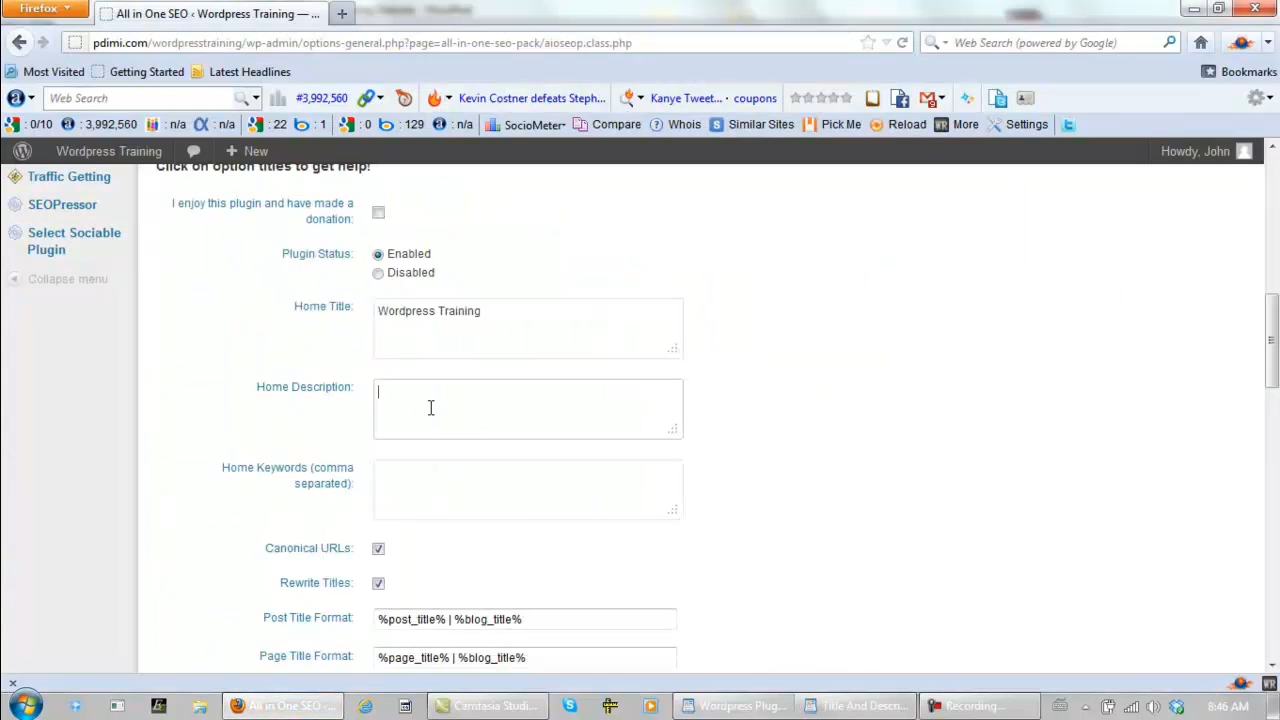 Firefox
All in One SEO ‹ Wordpress Training — ...
pdimi.com/wordpresstraining/wp-admin/options-general.php?page=all-in-one-seo-pack/aioseop.class.php
Search (powered by Google)
Most Visited Getting Started Latest Headlines Bookmarks
Web Search #3,992,560 Kevin Costner defeats Steph... Kanye Tweet... coupons
: 0/10 : 3,992,560 : n/a : n/a : 22 : 1 : 0 : 129 : n/a SocioMeter Compare Whois Similar Sites Pick Me Reload WR More Settings
Wordpress Training + New Howdy, John
Click on option titles to get help!
Traffic Getting
SEOPressor
Select Sociable
Plugin
Collapse menu
I enjoy this plugin and have made a
donation:
Plugin Status: Enabled
Disabled
Home Title: Wordpress Training
Home Description:
Home Keywords (comma
separated):
Canonical URLs:
Rewrite Titles:
Post Title Format: %post_title% | %blog_title%
Page Title Format: %page_title% | %blog_title%
x WR
All in One SEO -... Camtasia Studi... Wordpress Plug... Title And Descri... Recording... 8:46 AM